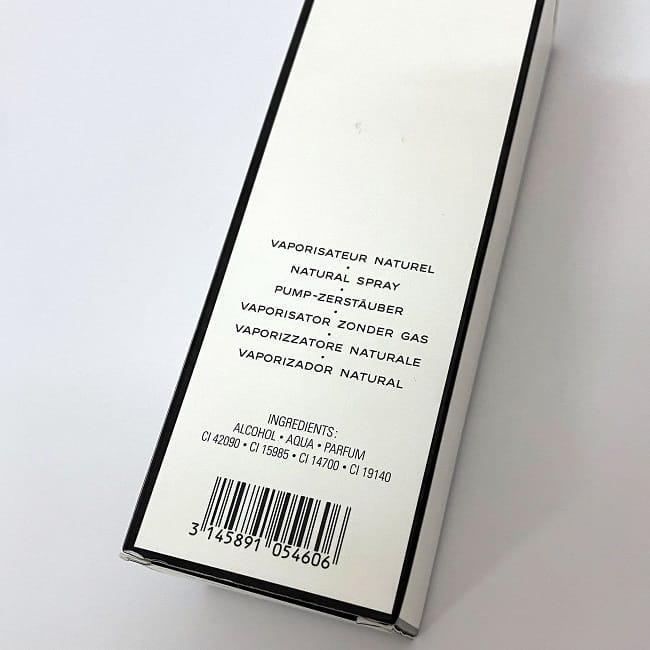 VAPORISATEUR NATUREL
•
NATURAL SPRAY
•
PUMP-ZERSTÄUBER
•
VAPORISATOR ZONDER GAS
•
VAPORIZZATORE NATURALE
•
VAPORIZADOR NATURAL
INGREDIENTS:
ALCOHOL • AQUA • PARFUM
CI 42090 • CI 15985 • CI 14700 • CI 19140
3 145891 054606